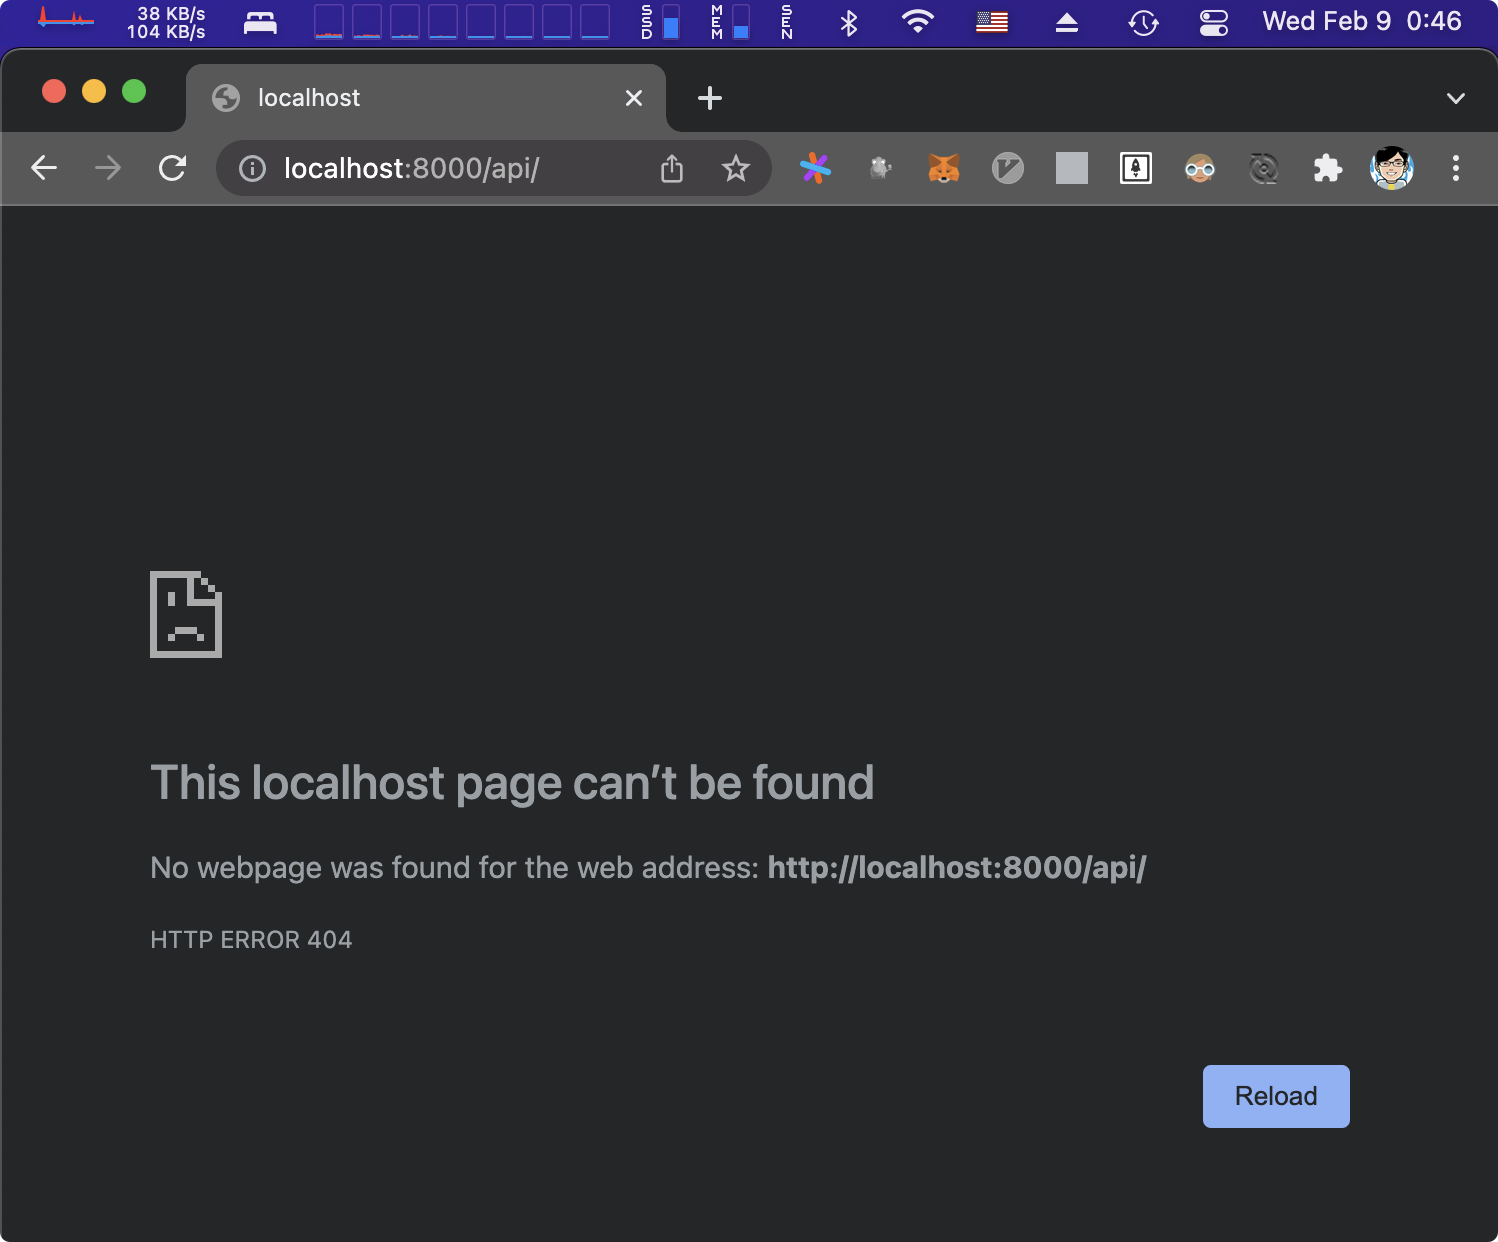 38 KB/s
104 KB/s
SSD
MEM
SEN
Wed Feb 9 0:46
localhost
localhost:8000/api/
This localhost page can’t be found
No webpage was found for the web address: http://localhost:8000/api/
HTTP ERROR 404
Reload